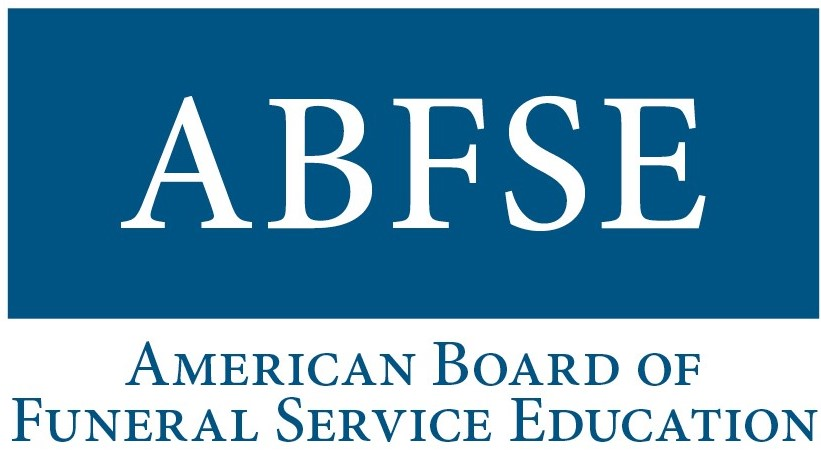 ABFSE
American Board of
Funeral Service Education